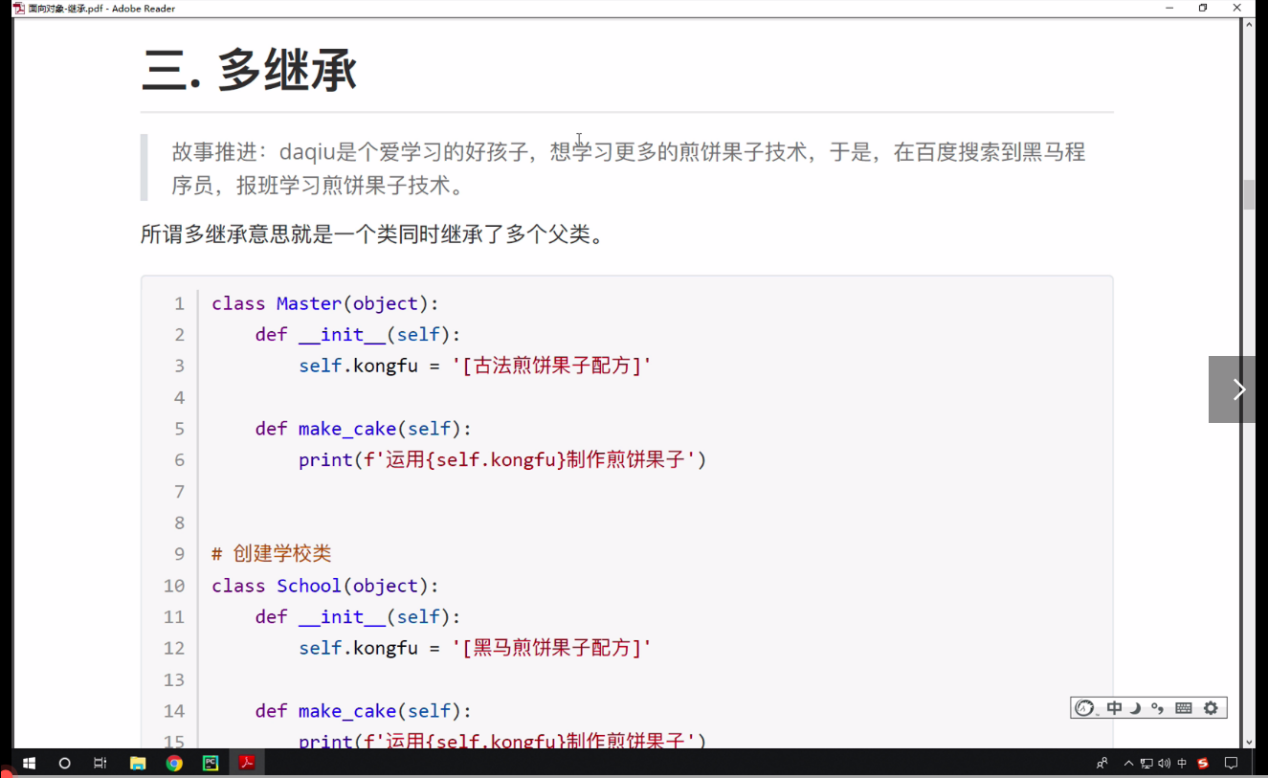 面向对象-继承.pdf - Adobe Reader
三. 多继承
故事推进：daqiu是个爱学习的好孩子，想学习更多的煎饼果子技术，于是，在百度搜索到黑马程
序员，报班学习煎饼果子技术。
所谓多继承意思就是一个类同时继承了多个父类。
1 class Master(object):
2 def __init__(self):
3 self.kongfu = '[古法煎饼果子配方]'
4
5 def make_cake(self):
6 print(f'运用{self.kongfu}制作煎饼果子')
7
8
9 # 创建学校类
10 class School(object):
11 def __init__(self):
12 self.kongfu = '[黑马煎饼果子配方]'
13
14 def make_cake(self):
15 print(f'运用{self.kongfu}制作煎饼果子')
中
PC
中